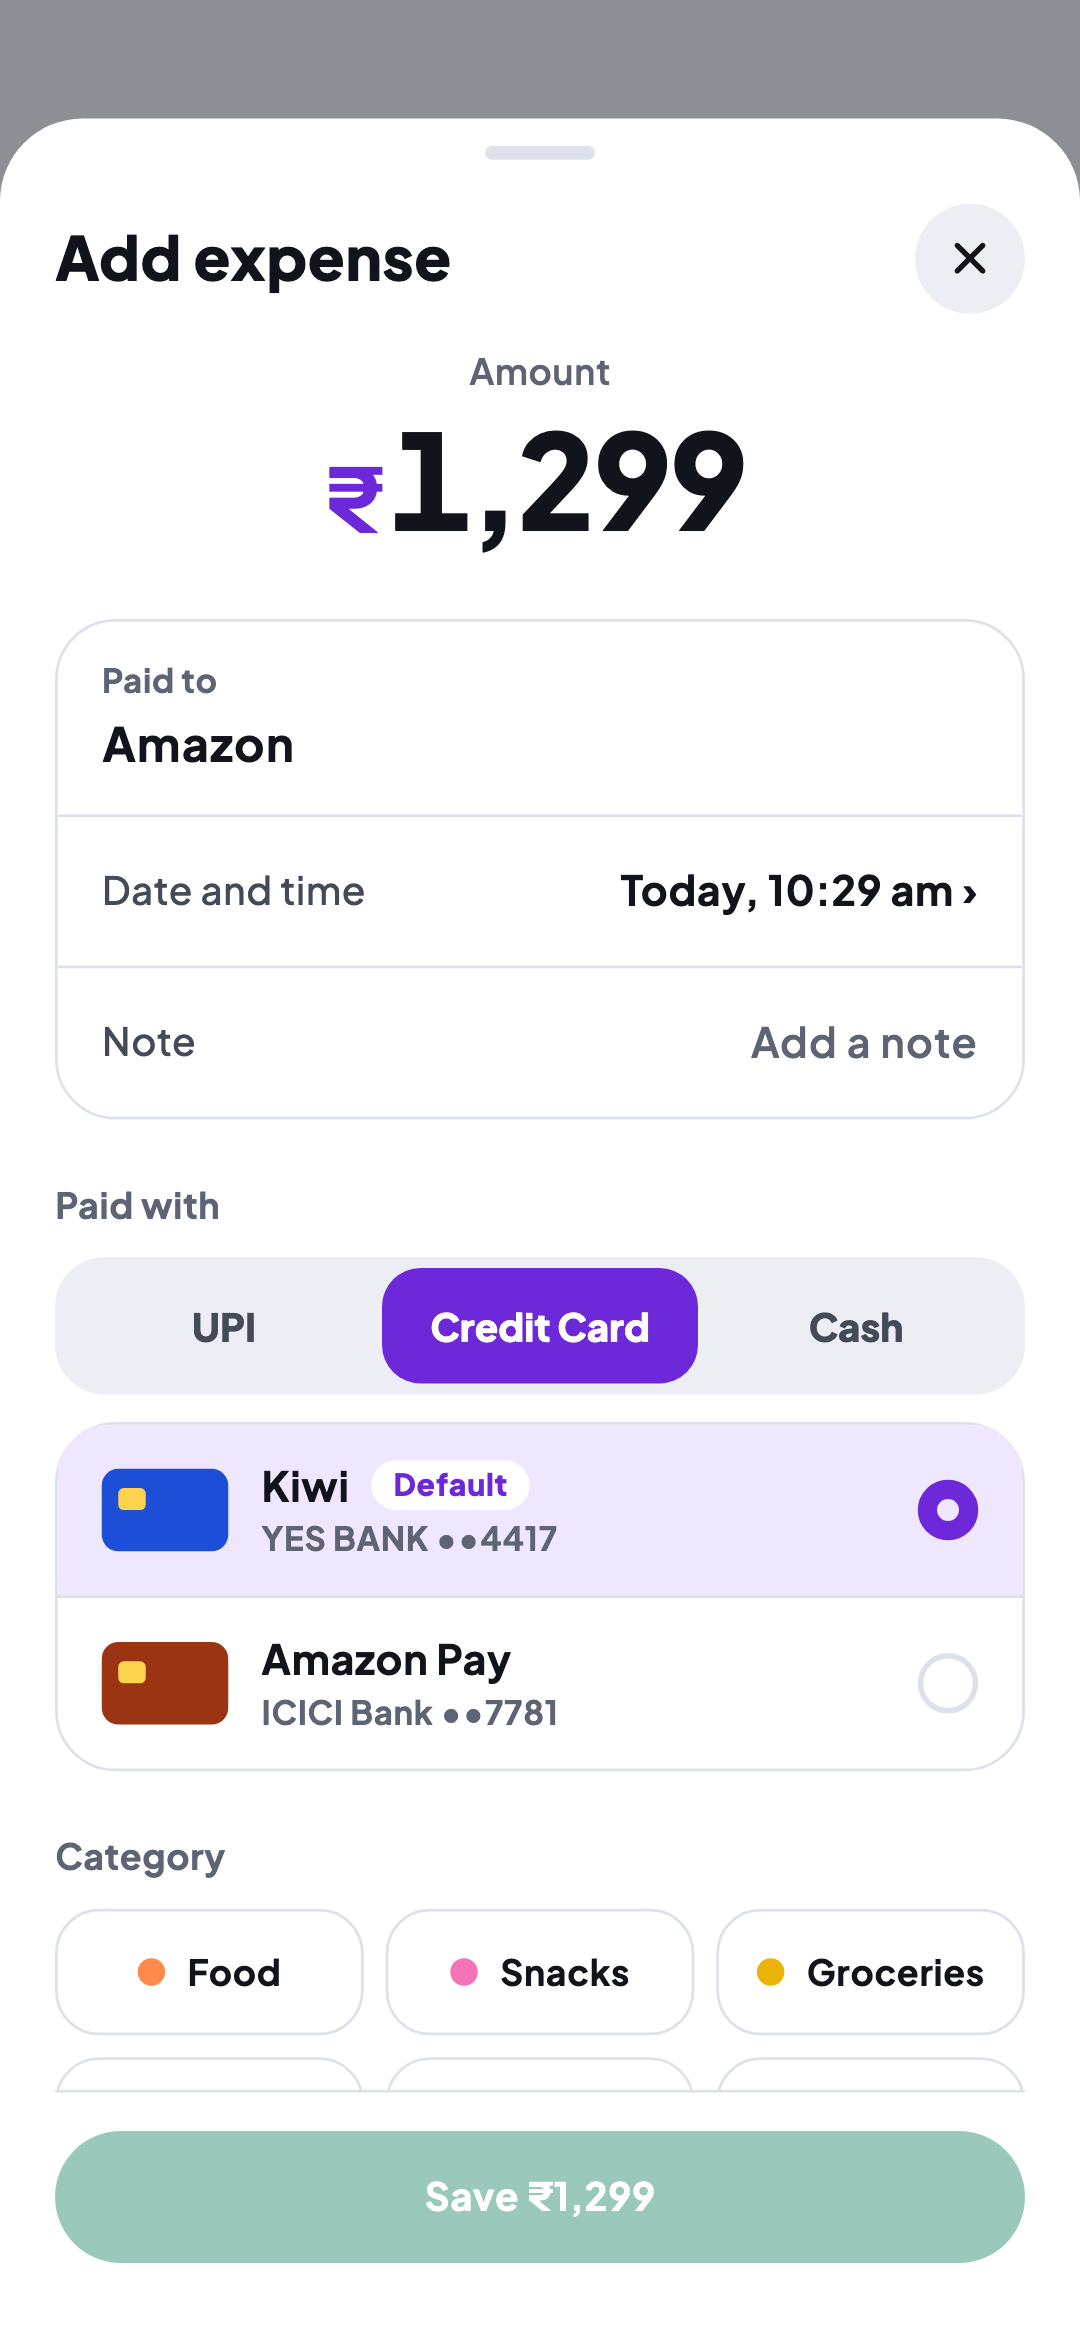 Add expense
Amount
₹1,299
Paid to
Amazon
Date and time
Today, 10:29 am ›
Note
Add a note
Paid with
UPI
Credit Card
Cash
Kiwi
Default
YES BANK ••4417
Amazon Pay
ICICI Bank ••7781
Category
Food
Snacks
Groceries
Save ₹1,299